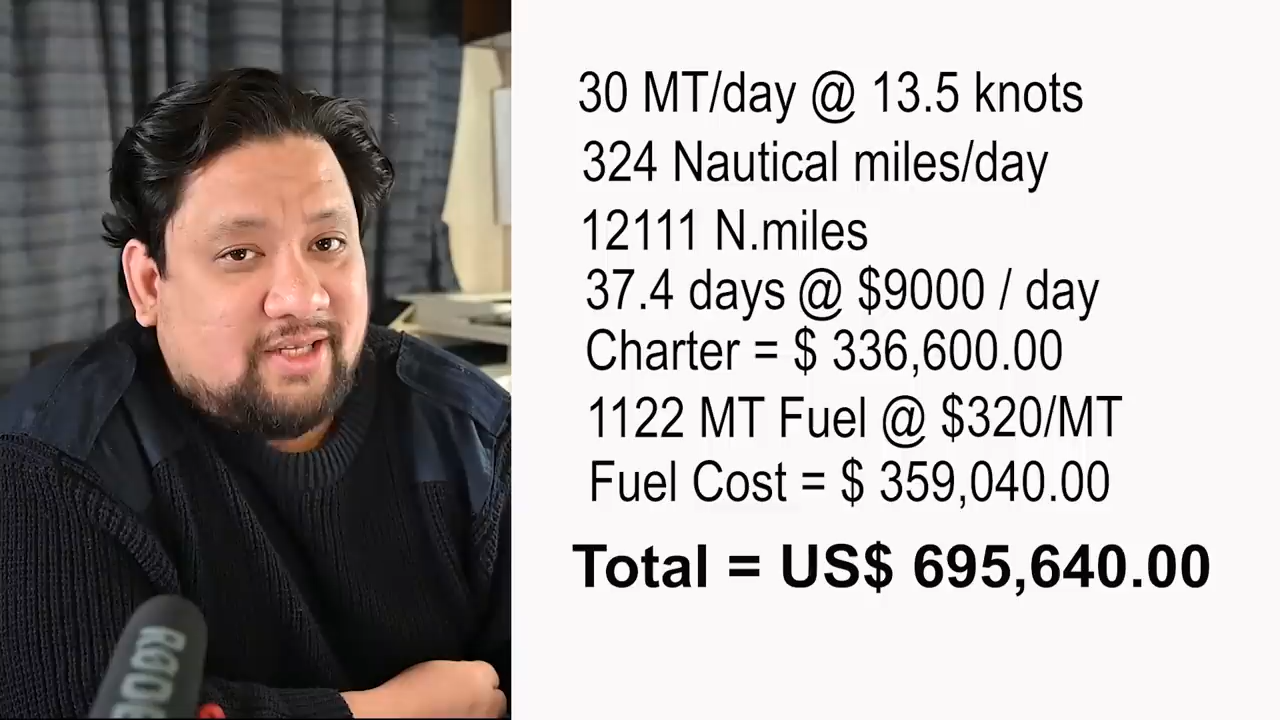 30 MT/day @ 13.5 knots
324 Nautical miles/day
12111 N.miles
37.4 days @ $9000 / day
Charter = $ 336,600.00
1122 MT Fuel @ $320/MT
Fuel Cost = $ 359,040.00
Total = US$ 695,640.00